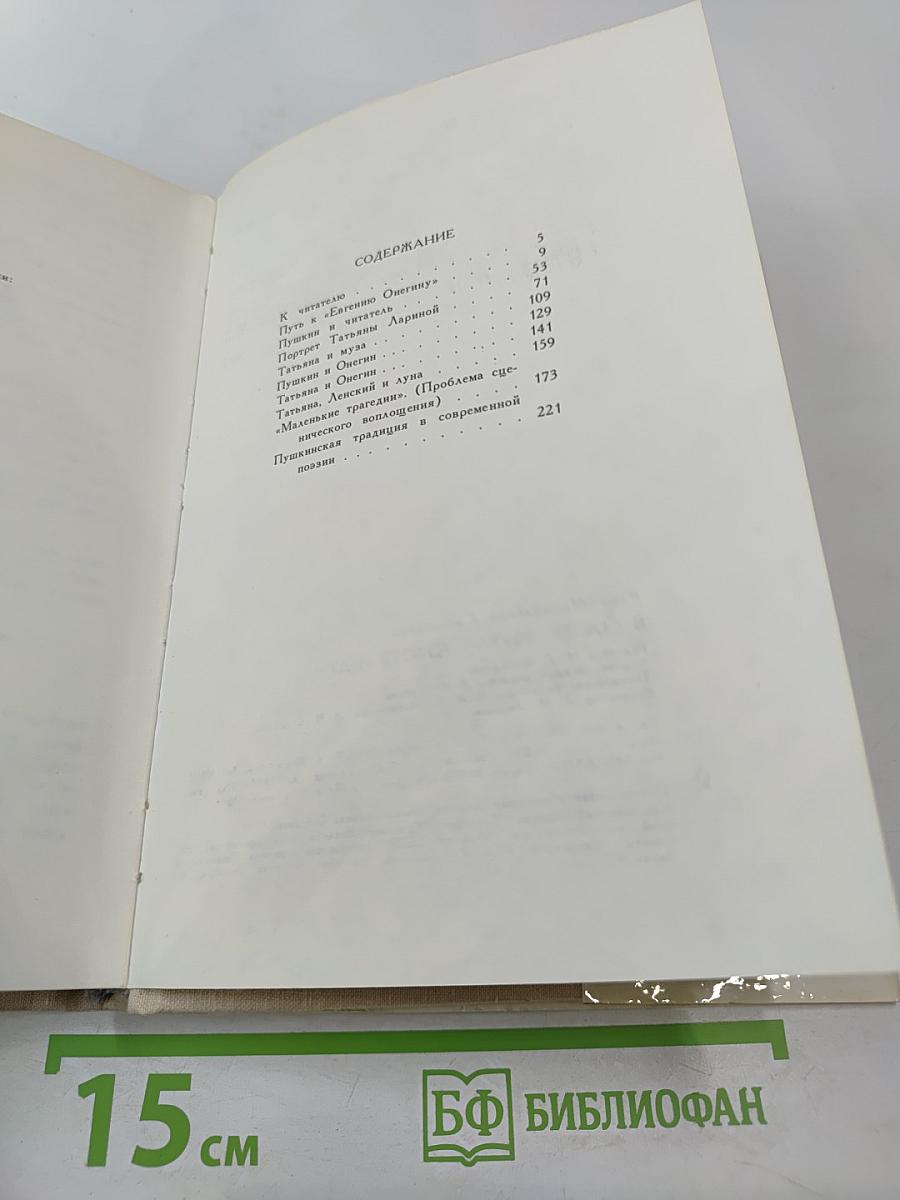 ии:
СОДЕРЖАНИЕ
К читателю . . . . . . . . . . 5
Путь к «Евгению Онегину» . . . . . 9
Пушкин и читатель . . . . . . . 53
Портрет Татьяны Лариной . . . . . 71
Татьяна и муза . . . . . . . . 109
Пушкин и Онегин . . . . . . . . 129
Татьяна и Онегин . . . . . . . . 141
Татьяна, Ленский и луна . . . . . 159
«Маленькие трагедии». (Проблема сце-
нического воплощения) . . . . 173
Пушкинская традиция в современной
поэзии . . . . . . . . . . 221
15 см
БФ БИБЛИОФАН